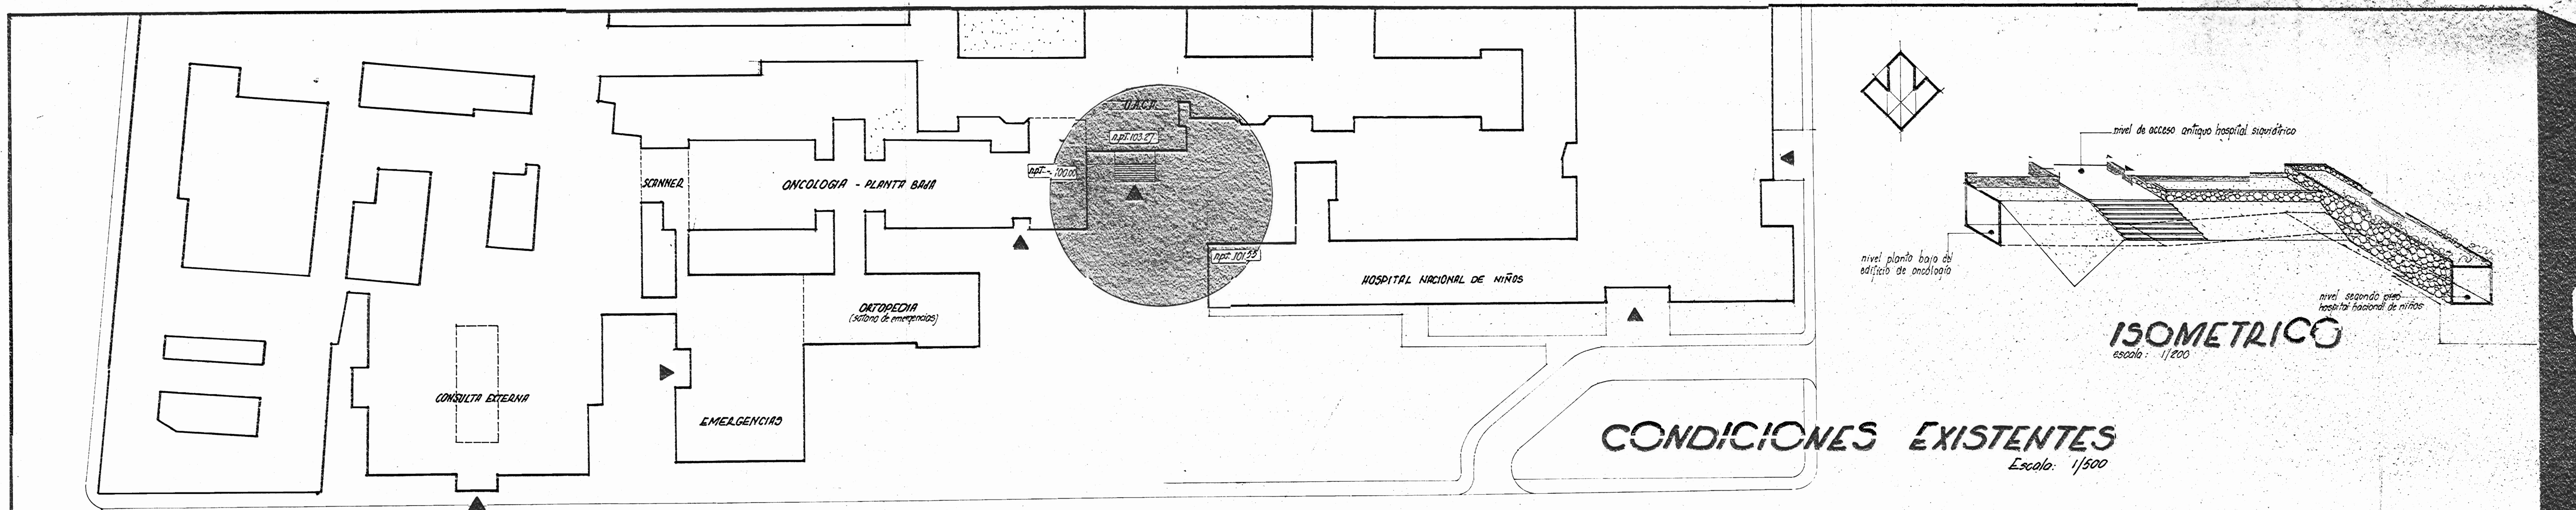 U.A.C.P.
n.p.t. 103.27
n.p.t. - 100.00
SCANNER
ONCOLOGIA - PLANTA BAJA
n.p.t. 101.55
HOSPITAL NACIONAL DE NIÑOS
ORTOPEDIA
(sotano de emergencias)
CONSULTA EXTERNA
EMERGENCIAS
CONDICIONES EXISTENTES
Escala: 1/500
nivel de acceso antiguo hospital siquiátrico
nivel planta baja del
edificio de oncologia
nivel segundo piso
hospital nacional de niños
ISOMETRICO
escala: 1/200